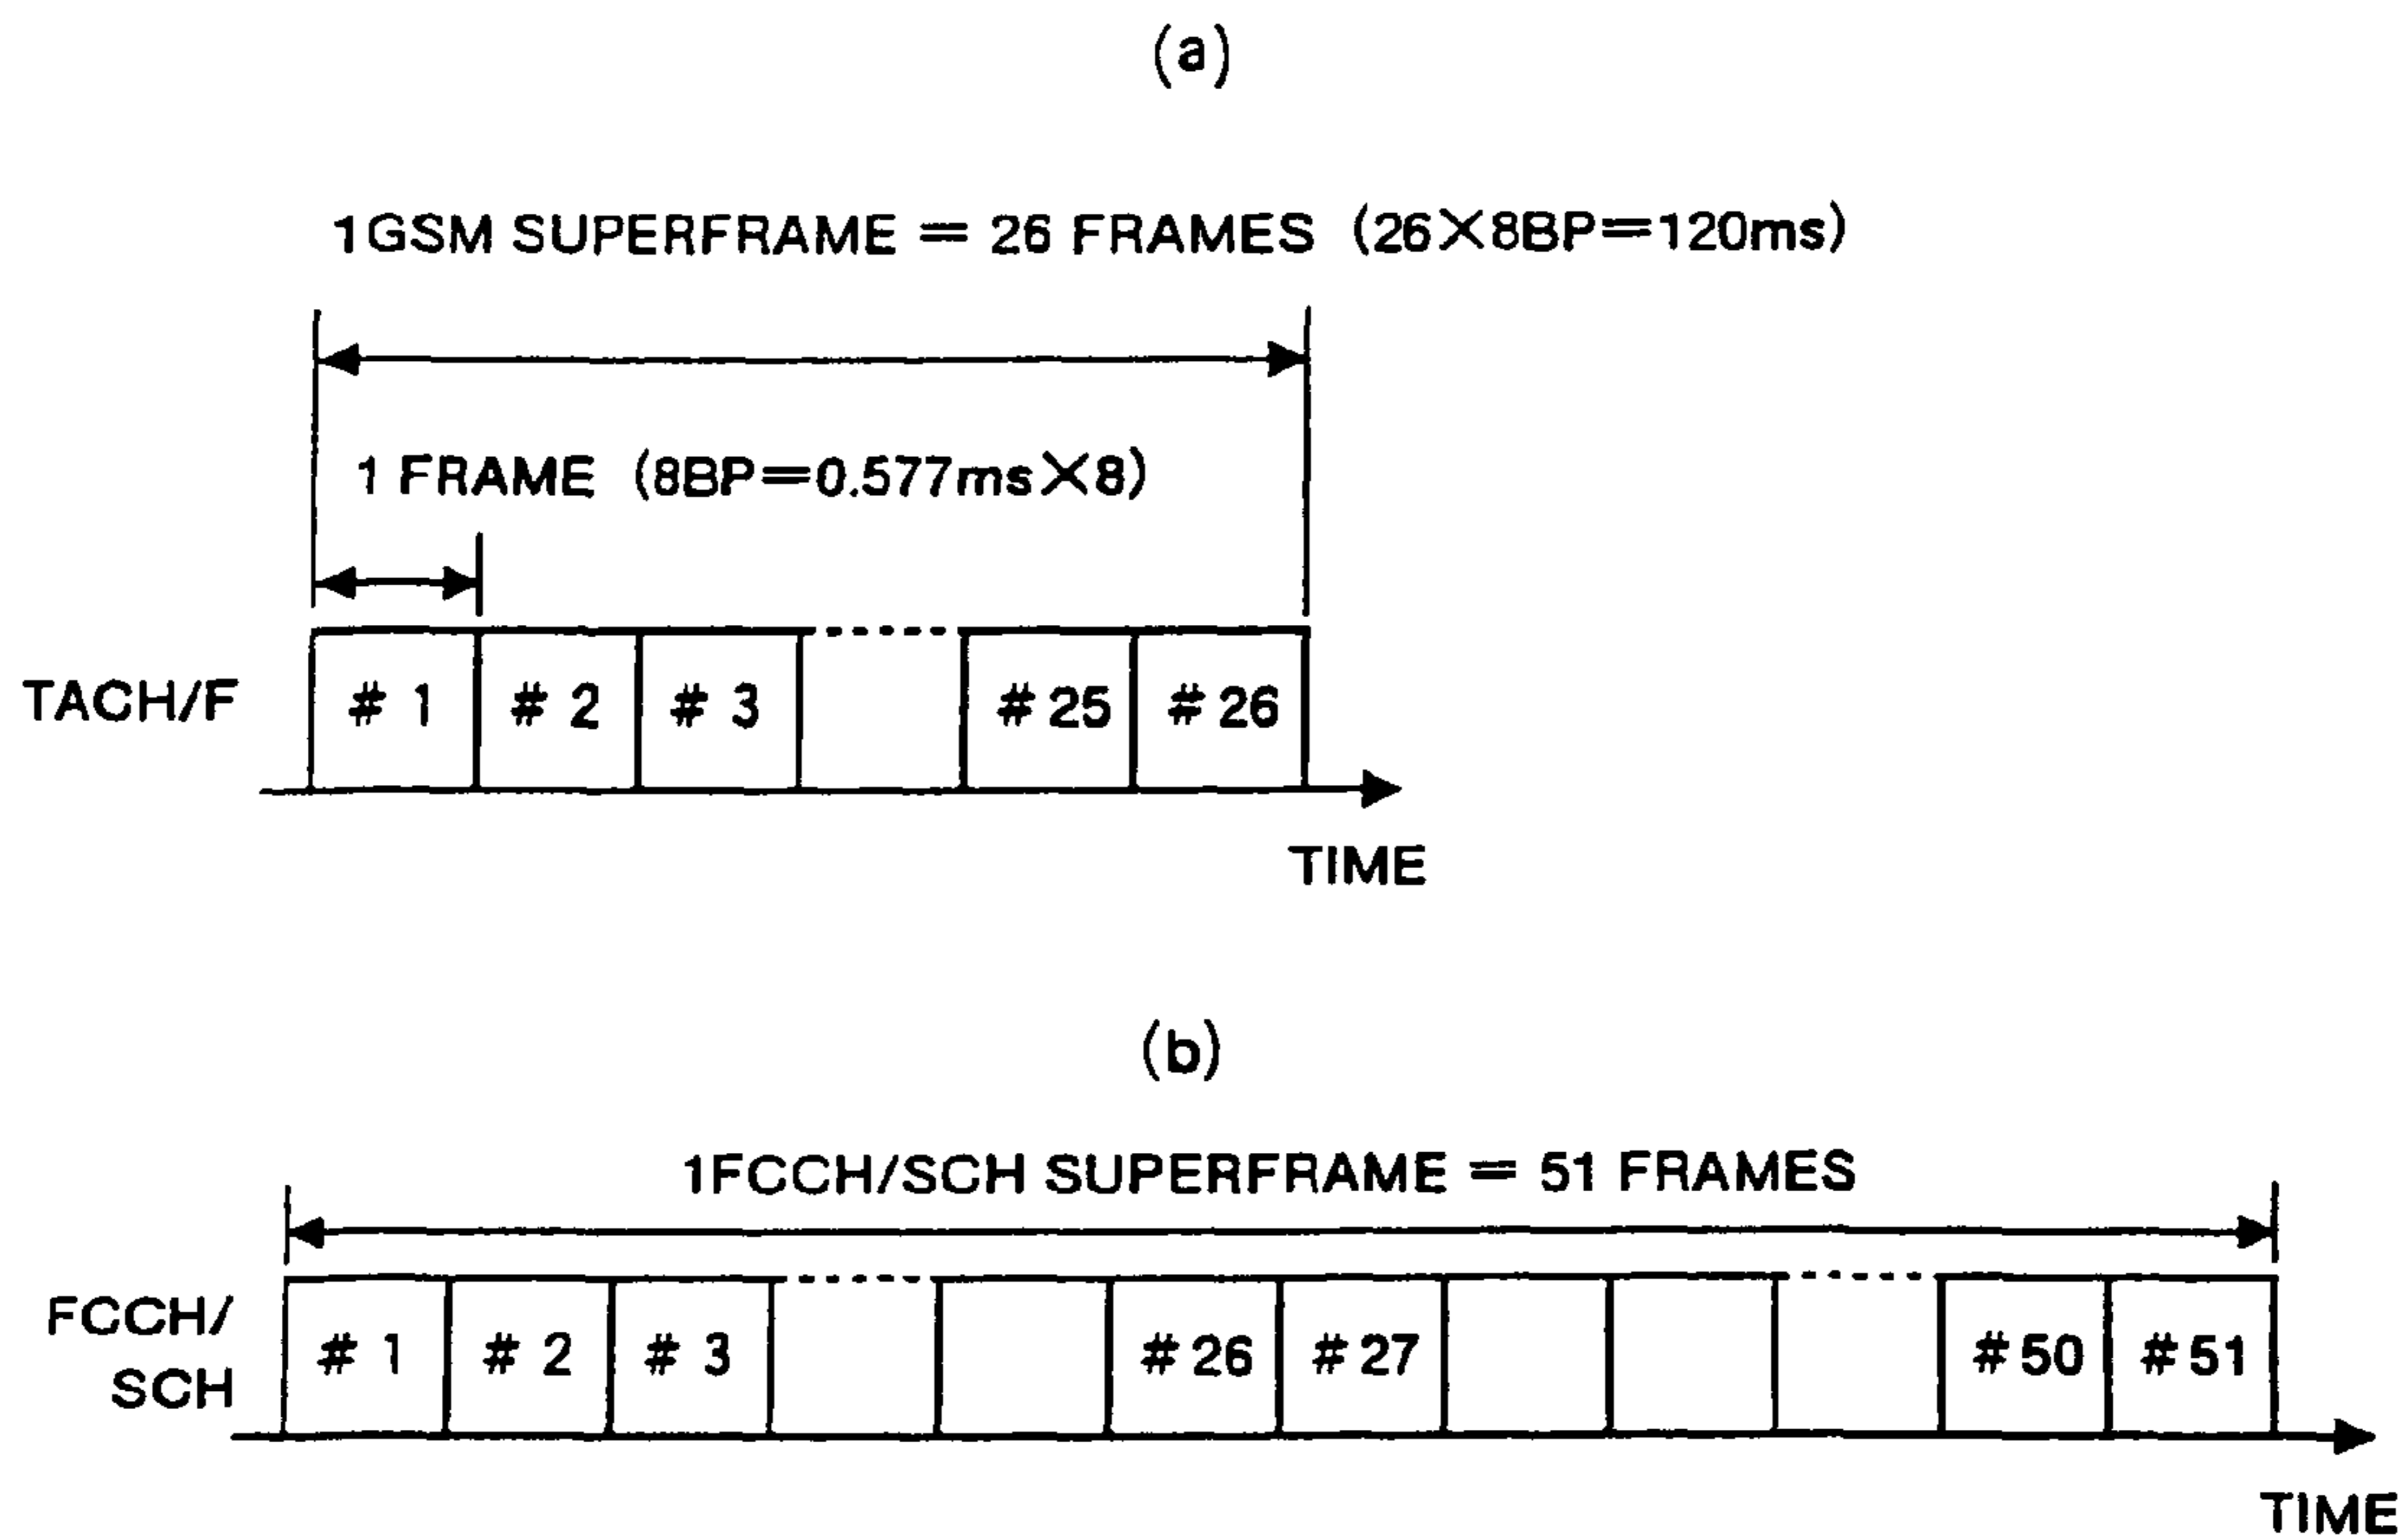 (a)
1GSM SUPERFRAME = 26 FRAMES (26×8BP=120ms)
1 FRAME (8BP=0.577ms×8)
TACH/F
# 1 # 2 # 3 # 25 # 26
TIME
(b)
1FCCH/SCH SUPERFRAME = 51 FRAMES
FCCH/
SCH
# 1 # 2 # 3 # 26 # 27 # 50 # 51
TIME